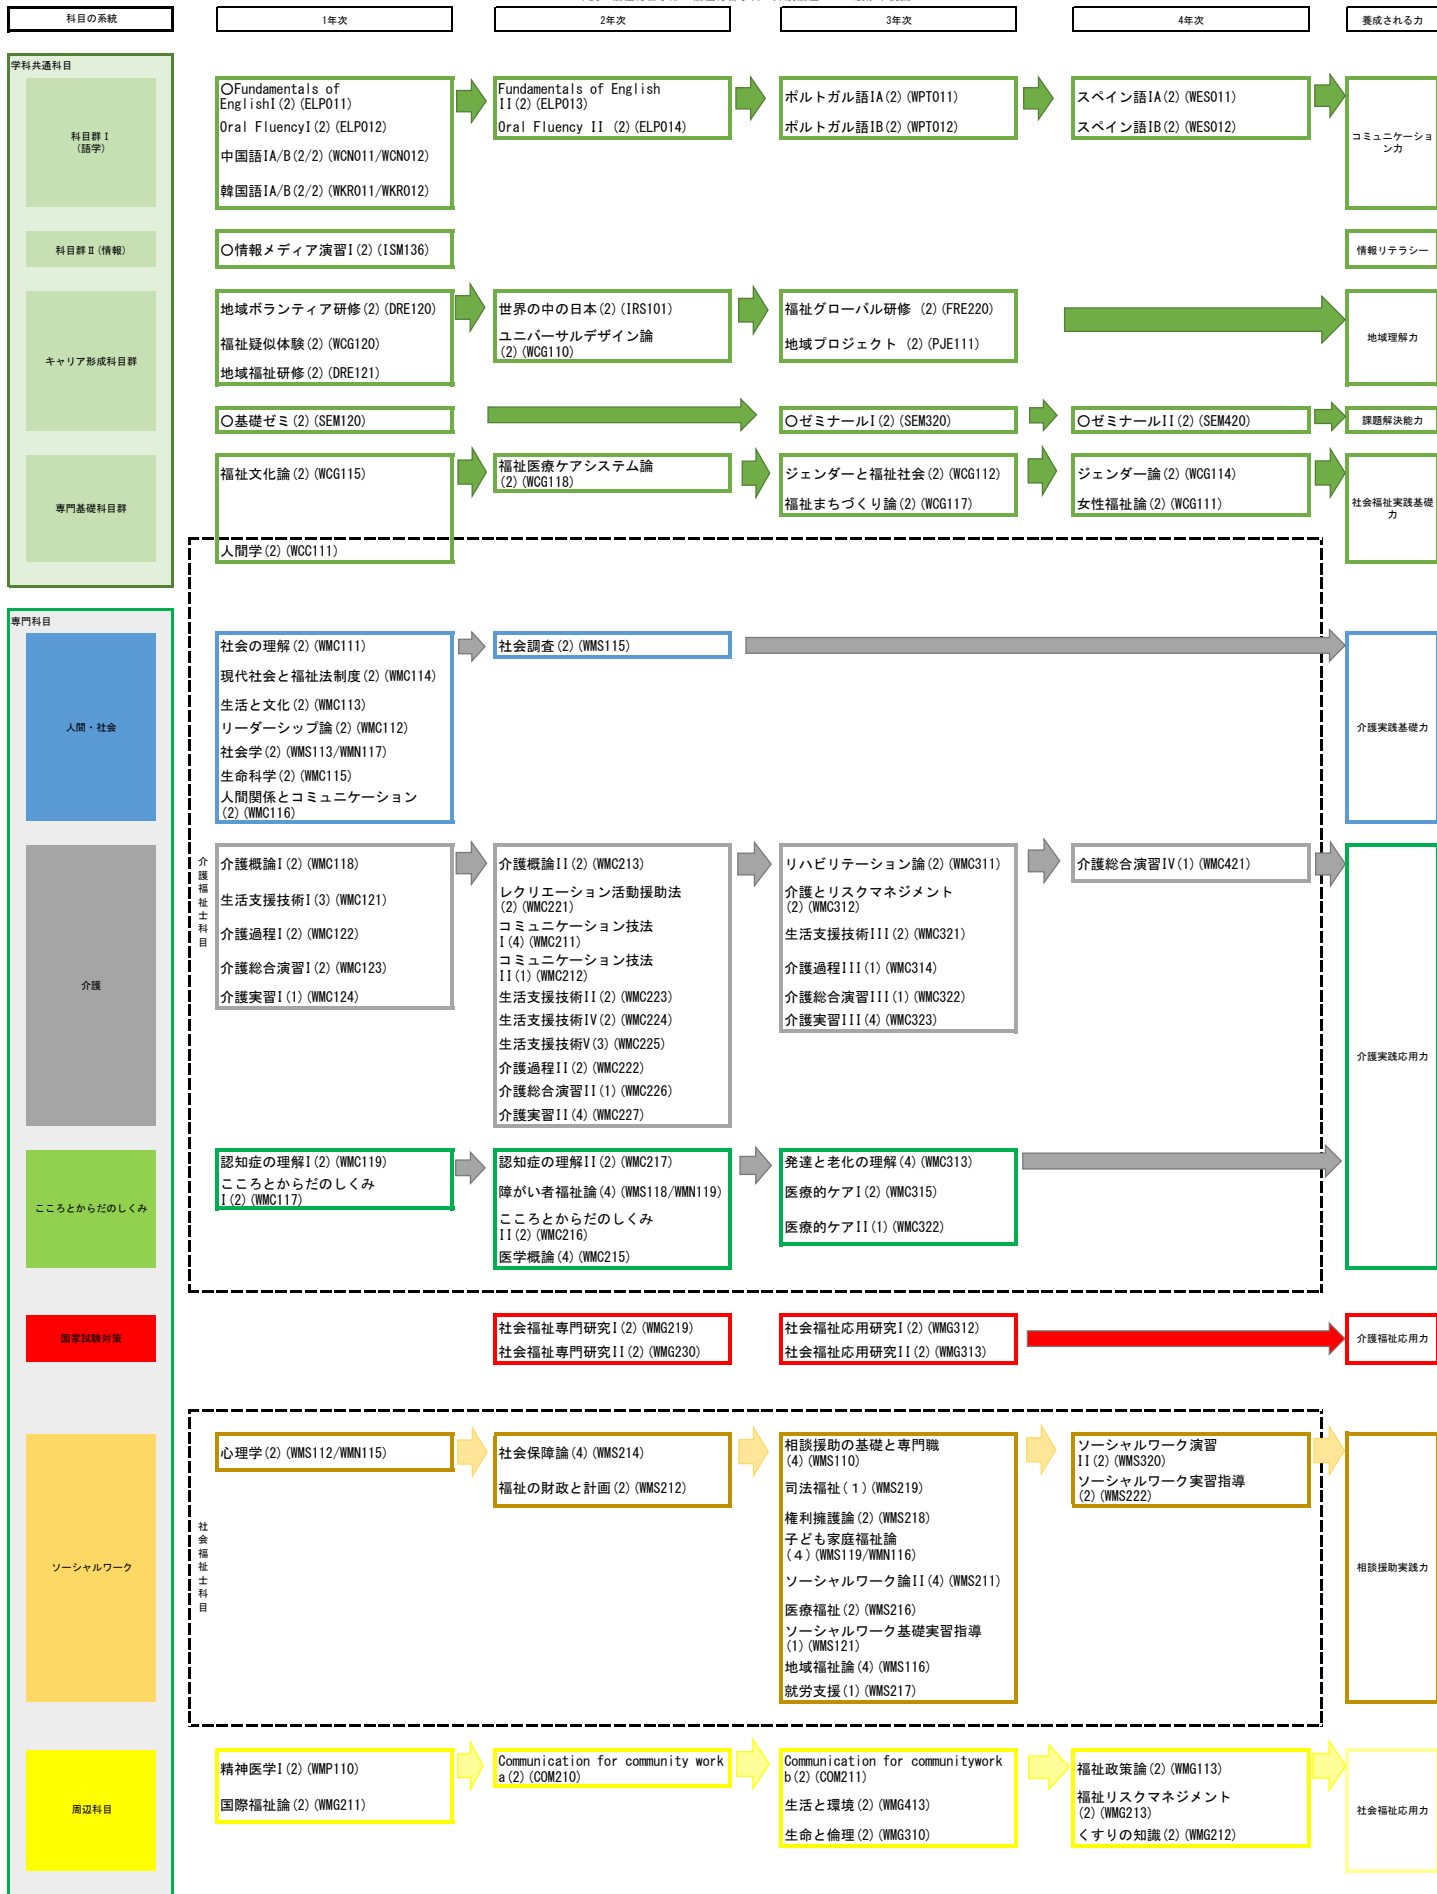 科目の系統
1年次
2年次
3年次
4年次
養成される力
学科共通科目
科目群Ⅰ
(語学)
○Fundamentals of
EnglishI(2)(ELP011)
Oral FluencyI(2)(ELP012)
中国語IA/B(2/2)(WCN011/WCN012)
韓国語IA/B(2/2)(WKR011/WKR012)
Fundamentals of English
II(2)(ELP013)
Oral Fluency II (2)(ELP014)
ポルトガル語IA(2)(WPT011)
ポルトガル語IB(2)(WPT012)
スペイン語IA(2)(WES011)
スペイン語IB(2)(WES012)
コミュニケーショ
ン力
科目群Ⅱ(情報)
○情報メディア演習I(2)(ISM136)
情報リテラシー
キャリア形成科目群
地域ボランティア研修(2)(DRE120)
福祉疑似体験(2)(WCG120)
地域福祉研修(2)(DRE121)
世界の中の日本(2)(IRS101)
ユニバーサルデザイン論
(2)(WCG110)
福祉グローバル研修 (2)(FRE220)
地域プロジェクト (2)(PJE111)
地域理解力
○基礎ゼミ(2)(SEM120)
○ゼミナールI(2)(SEM320)
○ゼミナールII(2)(SEM420)
課題解決能力
専門基礎科目群
福祉文化論(2)(WCG115)
人間学(2)(WCC111)
福祉医療ケアシステム論
(2)(WCG118)
ジェンダーと福祉社会(2)(WCG112)
福祉まちづくり論(2)(WCG117)
ジェンダー論(2)(WCG114)
女性福祉論(2)(WCG111)
社会福祉実践基礎
力
専門科目
人間・社会
社会の理解(2)(WMC111)
現代社会と福祉法制度(2)(WMC114)
生活と文化(2)(WMC113)
リーダーシップ論(2)(WMC112)
社会学(2)(WMS113/WMN117)
生命科学(2)(WMC115)
人間関係とコミュニケーション
(2)(WMC116)
社会調査(2)(WMS115)
介護実践基礎力
介護福祉士科目
介護
介護概論I(2)(WMC118)
生活支援技術I(3)(WMC121)
介護過程I(2)(WMC122)
介護総合演習I(2)(WMC123)
介護実習I(1)(WMC124)
介護概論II(2)(WMC213)
レクリエーション活動援助法
(2)(WMC221)
コミュニケーション技法
I(4)(WMC211)
コミュニケーション技法
II(1)(WMC212)
生活支援技術II(2)(WMC223)
生活支援技術IV(2)(WMC224)
生活支援技術V(3)(WMC225)
介護過程II(2)(WMC222)
介護総合演習II(1)(WMC226)
介護実習II(4)(WMC227)
リハビリテーション論(2)(WMC311)
介護とリスクマネジメント
(2)(WMC312)
生活支援技術III(2)(WMC321)
介護過程III(1)(WMC314)
介護総合演習III(1)(WMC322)
介護実習III(4)(WMC323)
介護総合演習IV(1)(WMC421)
介護実践応用力
こころとからだのしくみ
認知症の理解I(2)(WMC119)
こころとからだのしくみ
I(2)(WMC117)
認知症の理解II(2)(WMC217)
障がい者福祉論(4)(WMS118/WMN119)
こころとからだのしくみ
II(2)(WMC216)
医学概論(4)(WMC215)
発達と老化の理解(4)(WMC313)
医療的ケアI(2)(WMC315)
医療的ケアII(1)(WMC322)
国家試験対策
社会福祉専門研究I(2)(WMG219)
社会福祉専門研究II(2)(WMG230)
社会福祉応用研究I(2)(WMG312)
社会福祉応用研究II(2)(WMG313)
介護福祉応用力
社会福祉士科目
ソーシャルワーク
心理学(2)(WMS112/WMN115)
社会保障論(4)(WMS214)
福祉の財政と計画(2)(WMS212)
相談援助の基礎と専門職
(4)(WMS110)
司法福祉(１)(WMS219)
権利擁護論(2)(WMS218)
子ども家庭福祉論
(４)(WMS119/WMN116)
ソーシャルワーク論II(4)(WMS211)
医療福祉(2)(WMS216)
ソーシャルワーク基礎実習指導
(1)(WMS121)
地域福祉論(4)(WMS116)
就労支援(1)(WMS217)
ソーシャルワーク演習
II(2)(WMS320)
ソーシャルワーク実習指導
(2)(WMS222)
相談援助実践力
周辺科目
精神医学I(2)(WMP110)
国際福祉論(2)(WMG211)
Communication for community work
a(2)(COM210)
Communication for communitywork
b(2)(COM211)
生活と環境(2)(WMG413)
生命と倫理(2)(WMG310)
福祉政策論(2)(WMG113)
福祉リスクマネジメント
(2)(WMG213)
くすりの知識(2)(WMG212)
社会福祉応用力